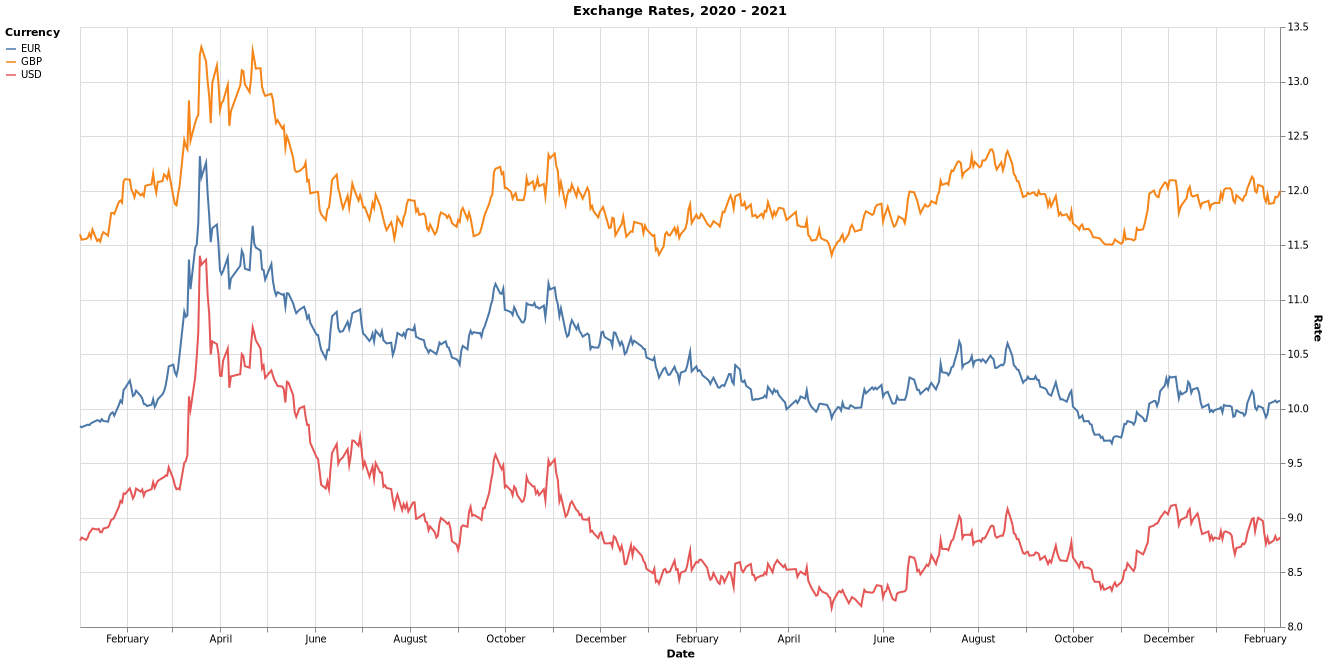 Exchange Rates, 2020 - 2021
Currency
EUR
GBP
USD
13.5
13.0
12.5
12.0
11.5
11.0
10.5
10.0
9.5
9.0
8.5
8.0
Rate
February April June August October December February April June August October December February
Date